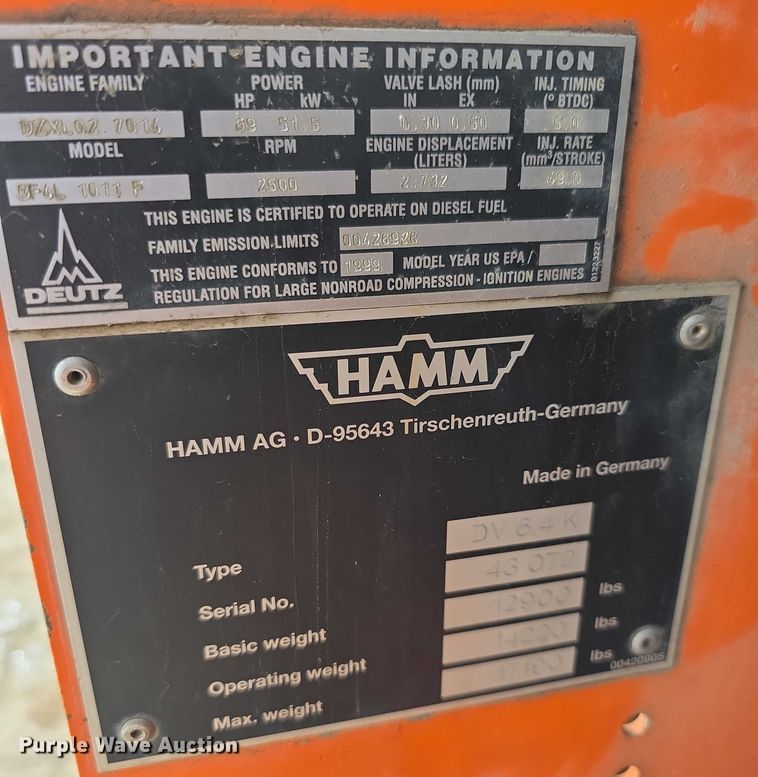 IMPORTANT ENGINE INFORMATION
ENGINE FAMILY POWER VALVE LASH (mm) INJ. TIMING
HP kW IN EX (° BTDC)
DZXL02.7014 69 51.5 0.30 0.50 5.0
MODEL RPM ENGINE DISPLACEMENT (LITERS) INJ. RATE (mm³/STROKE)
BF4L 1011 F 2500 2.732 49.0
THIS ENGINE IS CERTIFIED TO OPERATE ON DIESEL FUEL
FAMILY EMISSION-LIMITS
THIS ENGINE CONFORMS TO 1999 MODEL YEAR US EPA /
REGULATION FOR LARGE NONROAD COMPRESSION - IGNITION ENGINES
DEUTZ
01223227
HAMM
HAMM AG · D-95643 Tirschenreuth-Germany
Made in Germany
Type DV 6.4 K
Serial No. 46 072
Basic weight 12900 lbs
Operating weight 14220 lbs
Max. weight lbs
00420905
Purple Wave Auction